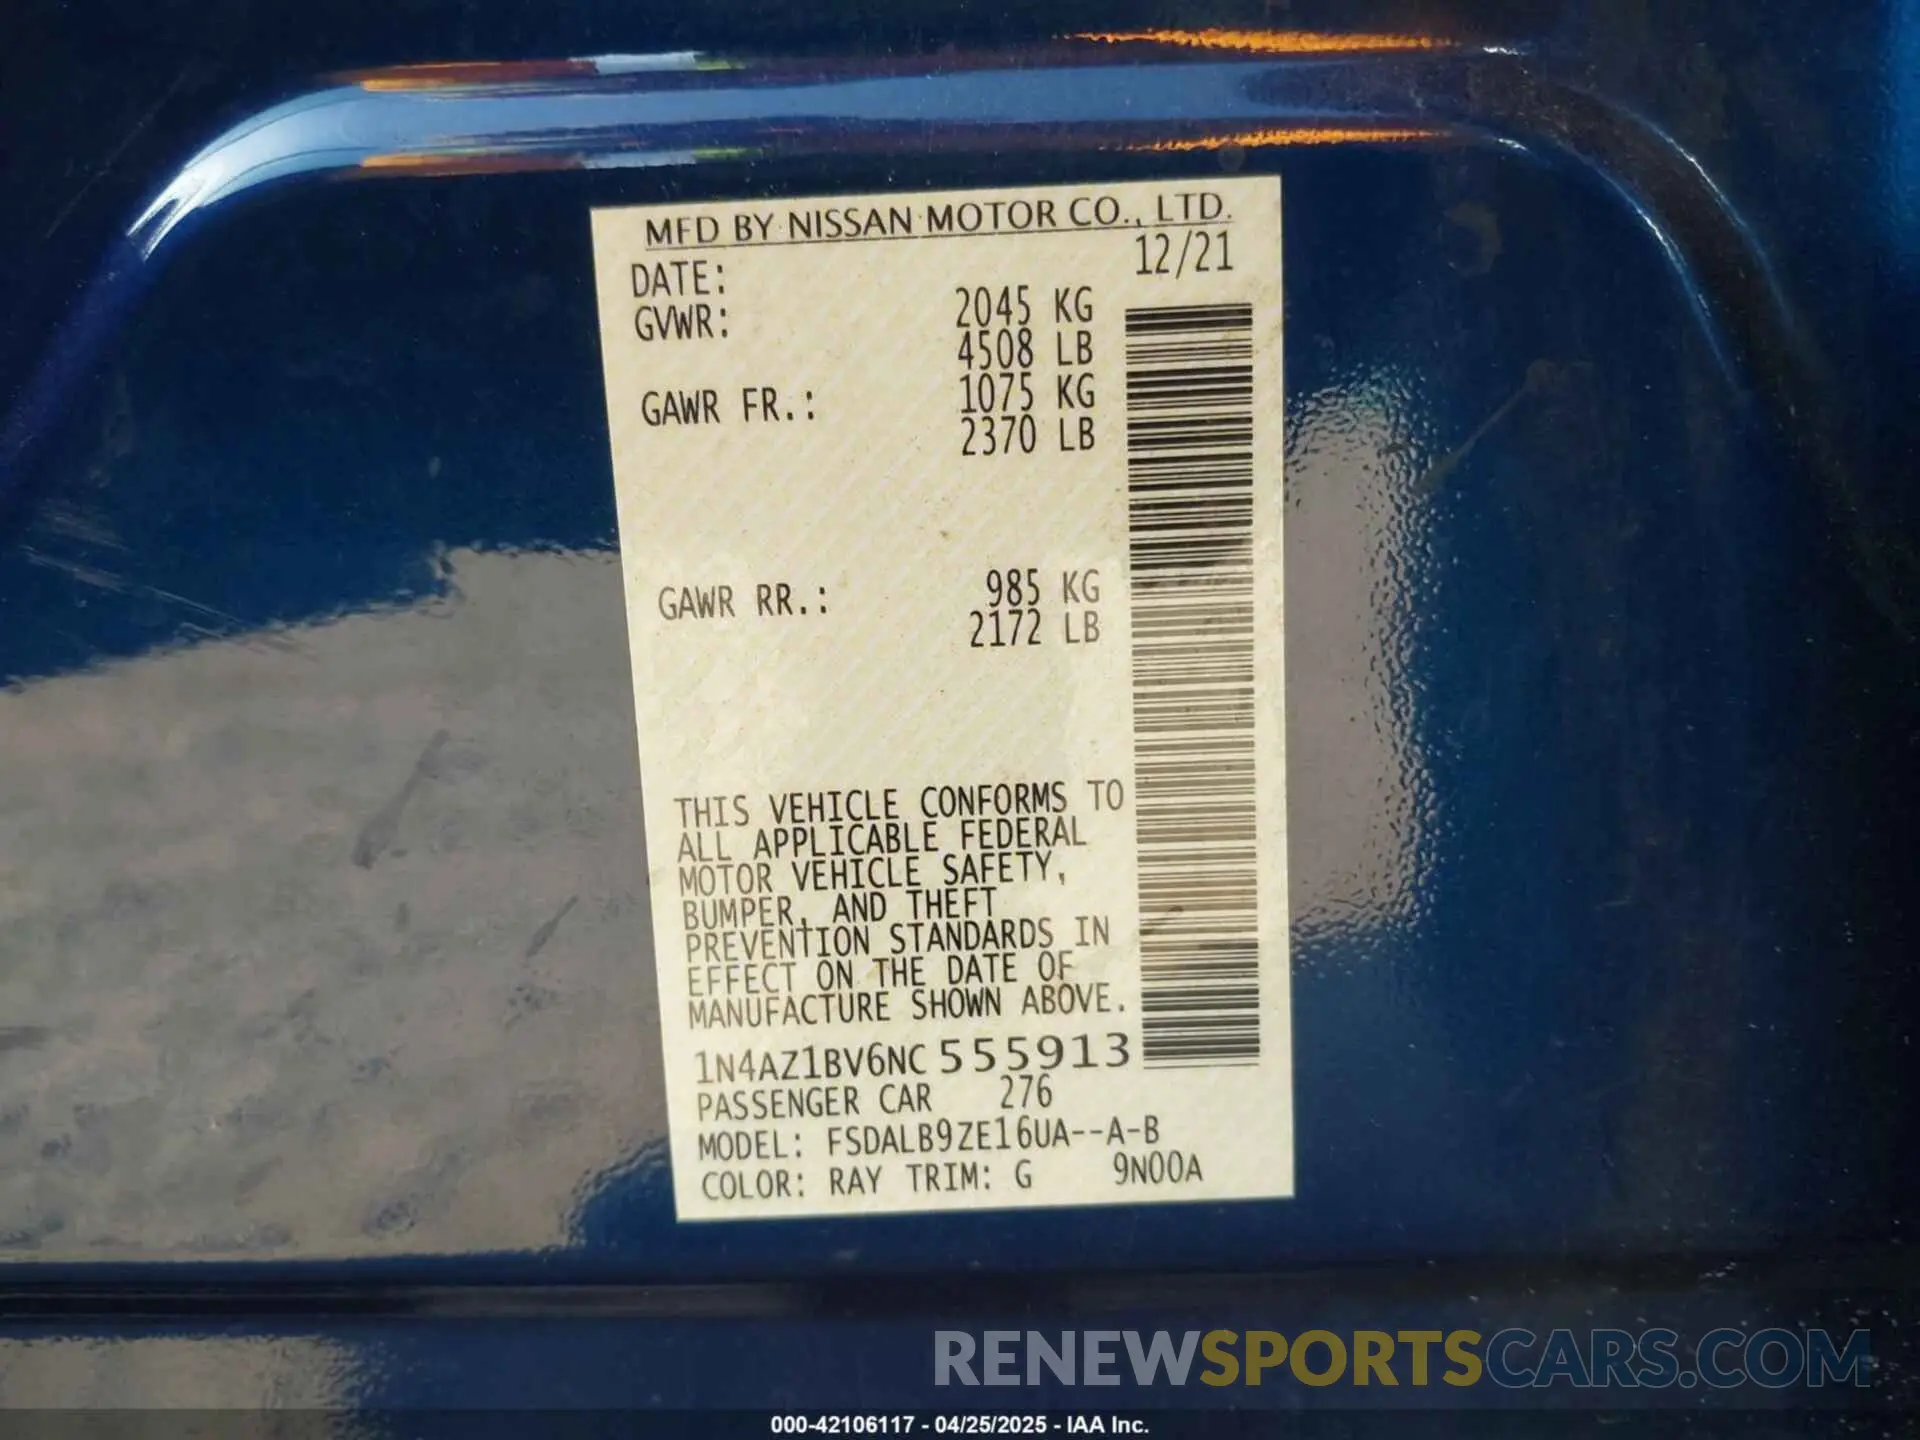 MFD BY NISSAN MOTOR CO., LTD.
DATE: 12/21
GVWR: 2045 KG
4508 LB
GAWR FR.: 1075 KG
2370 LB
GAWR RR.: 985 KG
2172 LB
THIS VEHICLE CONFORMS TO
ALL APPLICABLE FEDERAL
MOTOR VEHICLE SAFETY,
BUMPER, AND THEFT
PREVENTION STANDARDS IN
EFFECT ON THE DATE OF
MANUFACTURE SHOWN ABOVE.
1N4AZ1BV6NC 555913
PASSENGER CAR 276
MODEL: FSDALB9ZE16UA--A-B
COLOR: RAY TRIM: G 9N00A
RENEWSPORTSCARS.COM
000-42106117 - 04/25/2025 - IAA Inc.